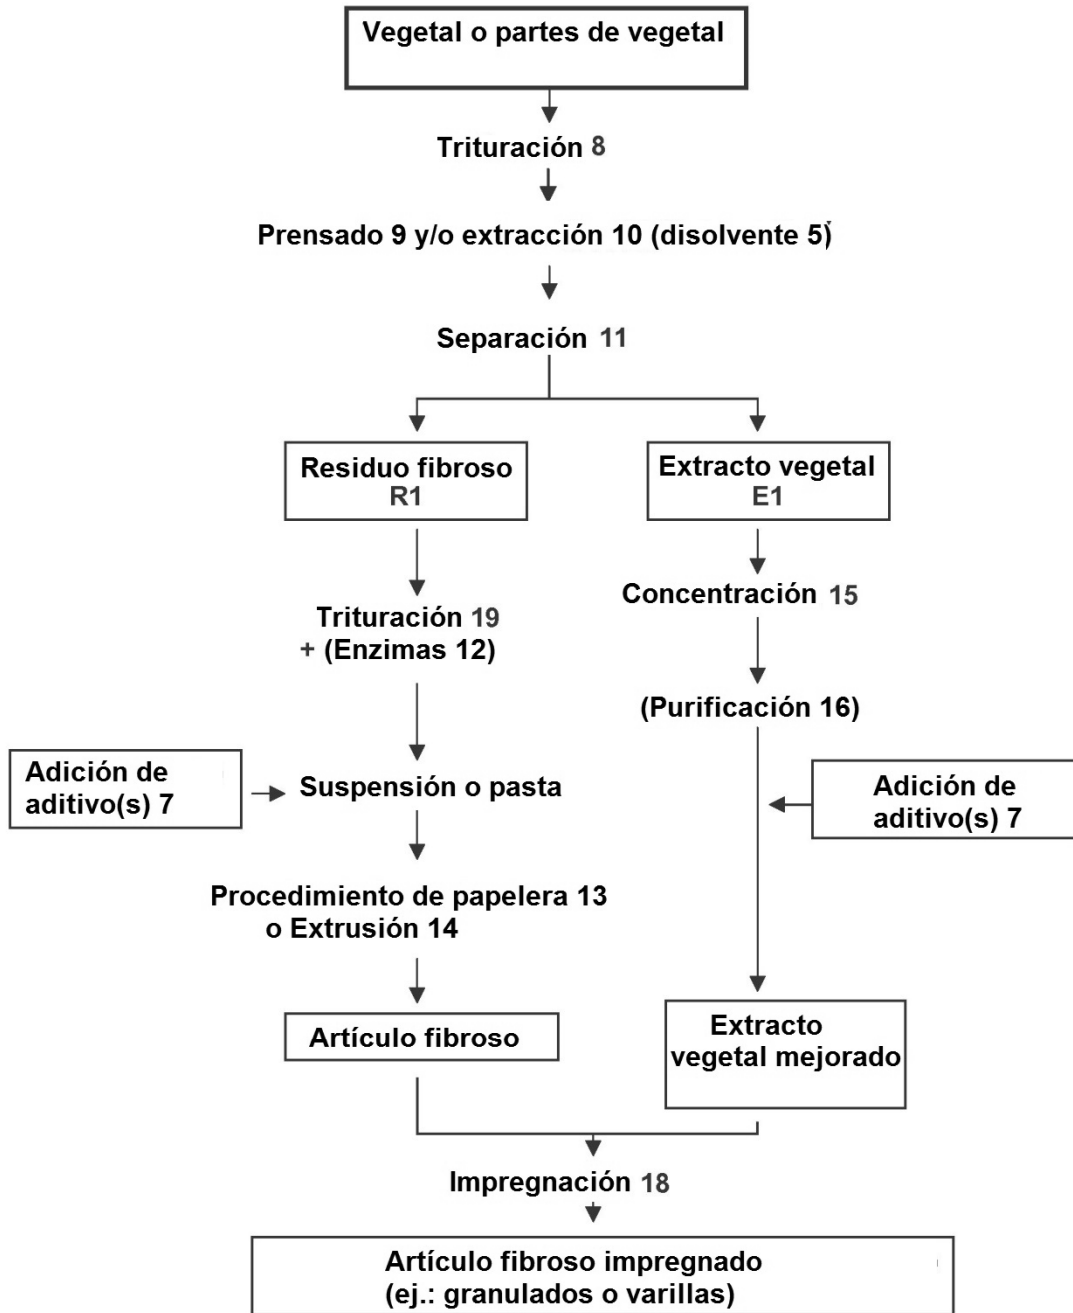 Vegetal o partes de vegetal
Trituración 8
Prensado 9 y/o extracción 10 (disolvente 5)
Separación 11
Residuo fibroso
R1
Extracto vegetal
E1
Trituración 19
+ (Enzimas 12)
Concentración 15
(Purificación 16)
Adición de
aditivo(s) 7
Suspensión o pasta
Adición de
aditivo(s) 7
Procedimiento de papelera 13
o Extrusión 14
Artículo fibroso
Extracto
vegetal mejorado
Impregnación 18
Artículo fibroso impregnado
(ej.: granulados o varillas)